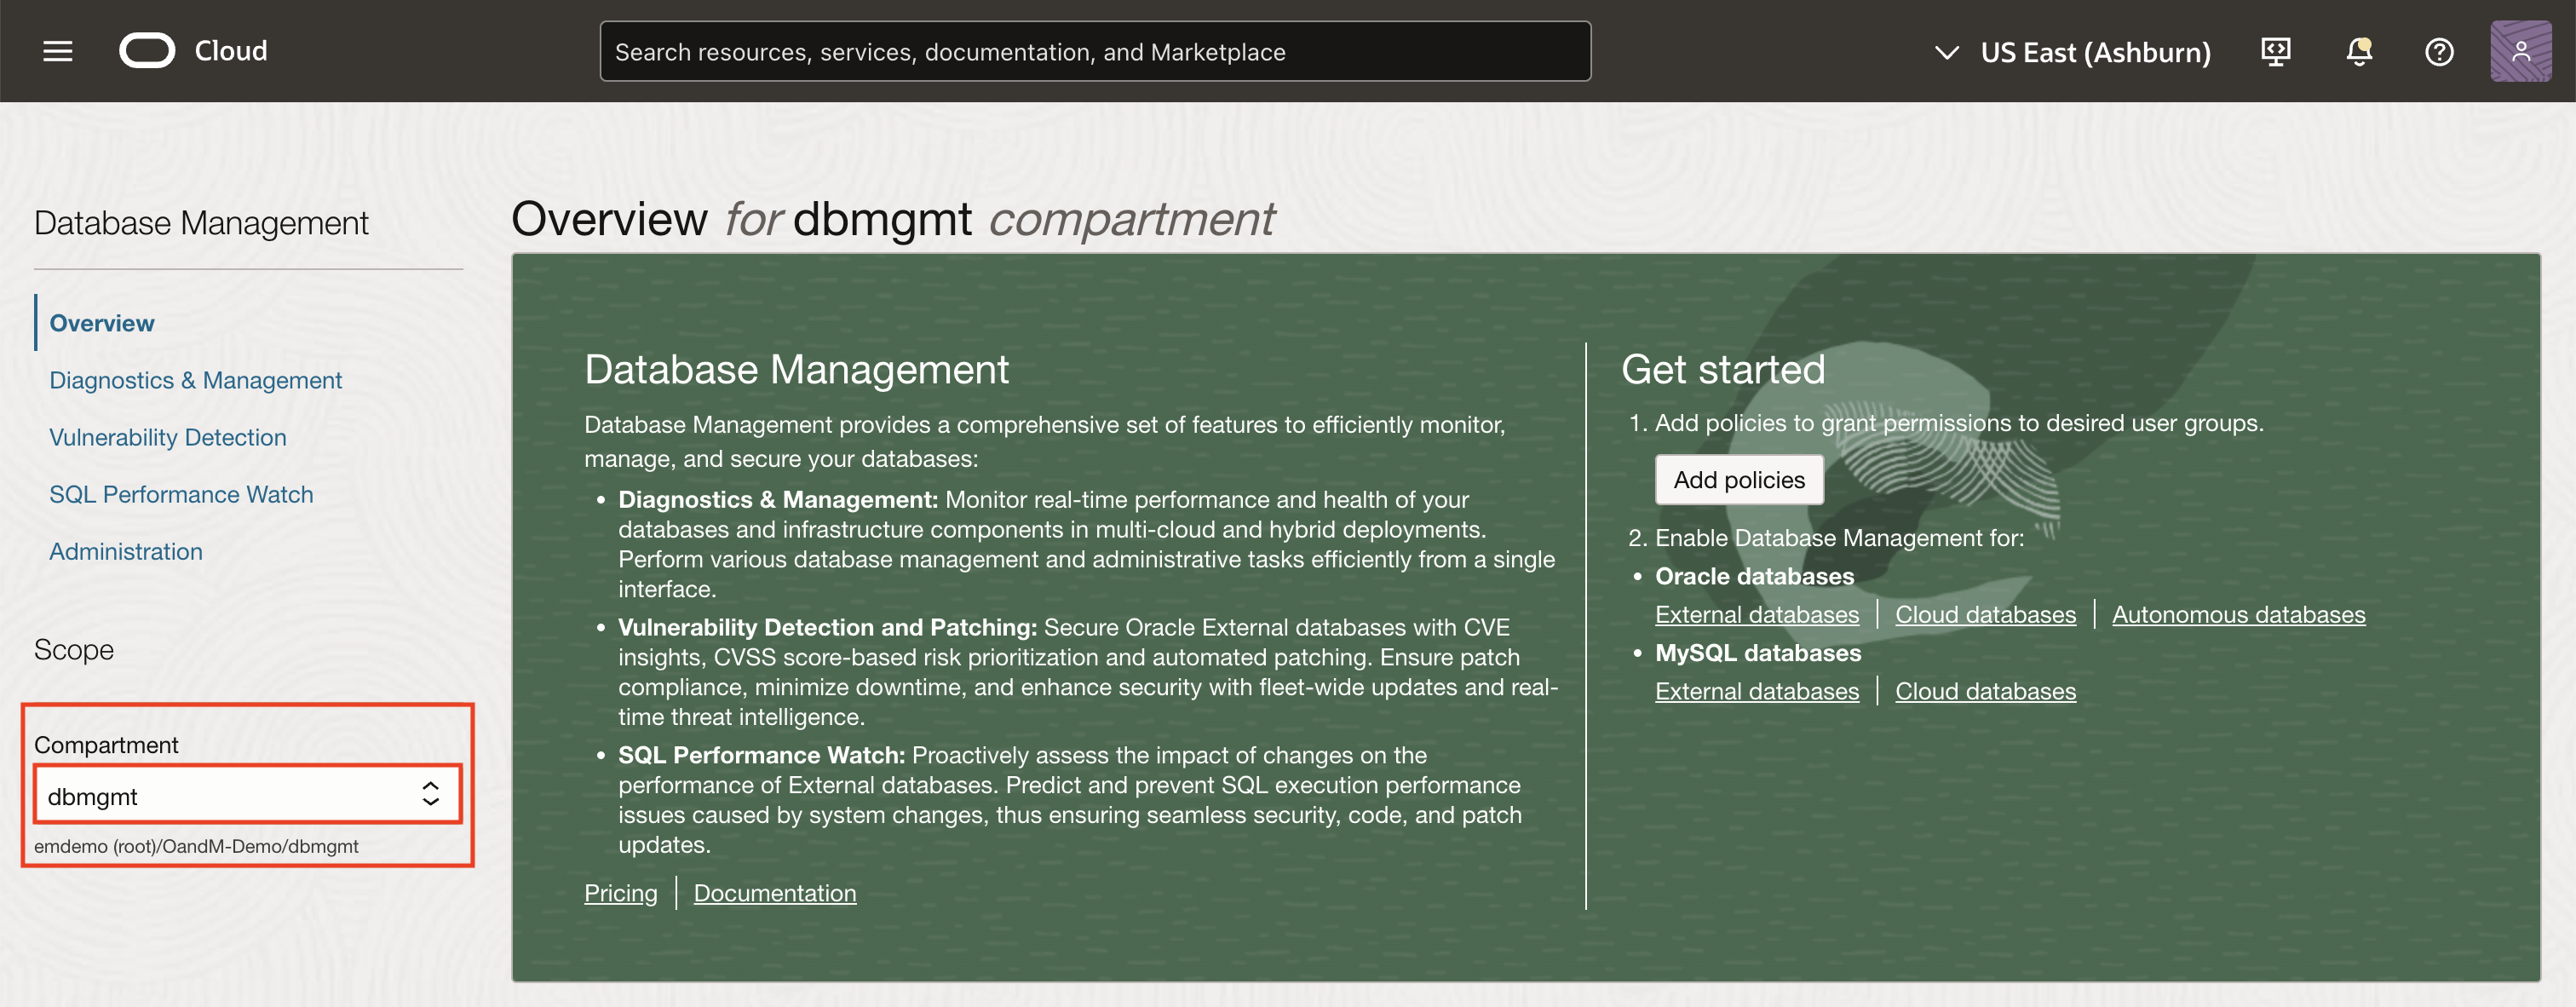 Cloud
Search resources, services, documentation, and Marketplace
US East (Ashburn)
Database Management
Overview
Diagnostics & Management
Vulnerability Detection
SQL Performance Watch
Administration
Scope
Compartment
dbmgmt
emdemo (root)/OandM-Demo/dbmgmt
Overview for dbmgmt compartment
Database Management
Database Management provides a comprehensive set of features to efficiently monitor,
manage, and secure your databases:
• Diagnostics & Management: Monitor real-time performance and health of your
databases and infrastructure components in multi-cloud and hybrid deployments.
Perform various database management and administrative tasks efficiently from a single
interface.
• Vulnerability Detection and Patching: Secure Oracle External databases with CVE
insights, CVSS score-based risk prioritization and automated patching. Ensure patch
compliance, minimize downtime, and enhance security with fleet-wide updates and real-
time threat intelligence.
• SQL Performance Watch: Proactively assess the impact of changes on the
performance of External databases. Predict and prevent SQL execution performance
issues caused by system changes, thus ensuring seamless security, code, and patch
updates.
Pricing | Documentation
Get started
1. Add policies to grant permissions to desired user groups.
Add policies
2. Enable Database Management for:
• Oracle databases
External databases | Cloud databases | Autonomous databases
• MySQL databases
External databases | Cloud databases